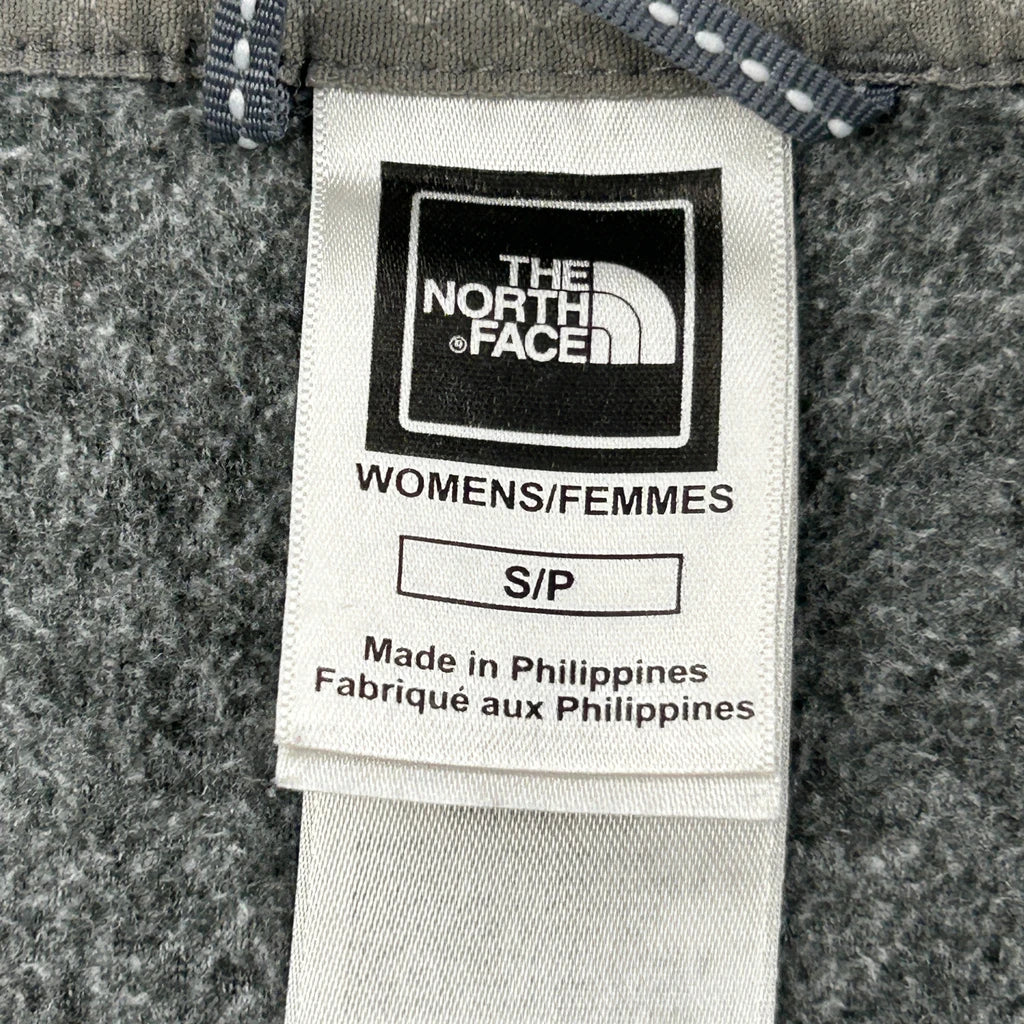 THE
NORTH
®FACE
WOMENS/FEMMES
S/P
Made in Philippines
Fabriqué aux Philippines